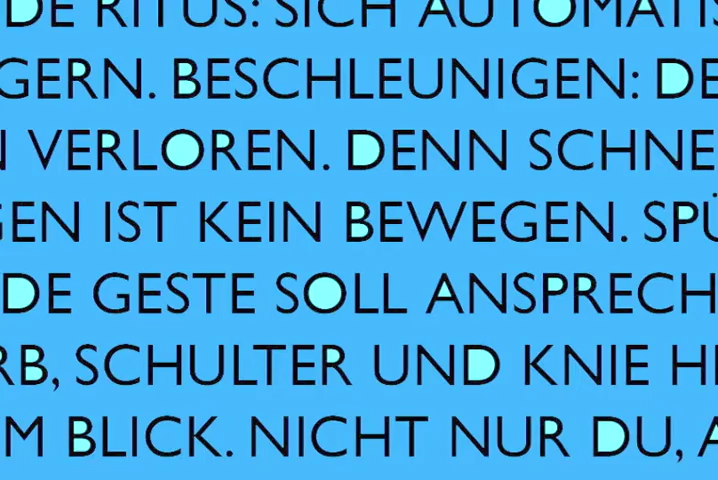 DE RITUS: SICH AUTOMATIS
GERN. BESCHLEUNIGEN: DE
N VERLOREN. DENN SCHNE
GEN IST KEIN BEWEGEN. SPÜ
DE GESTE SOLL ANSPRECH
RB, SCHULTER UND KNIE HE
M BLICK. NICHT NUR DU, A